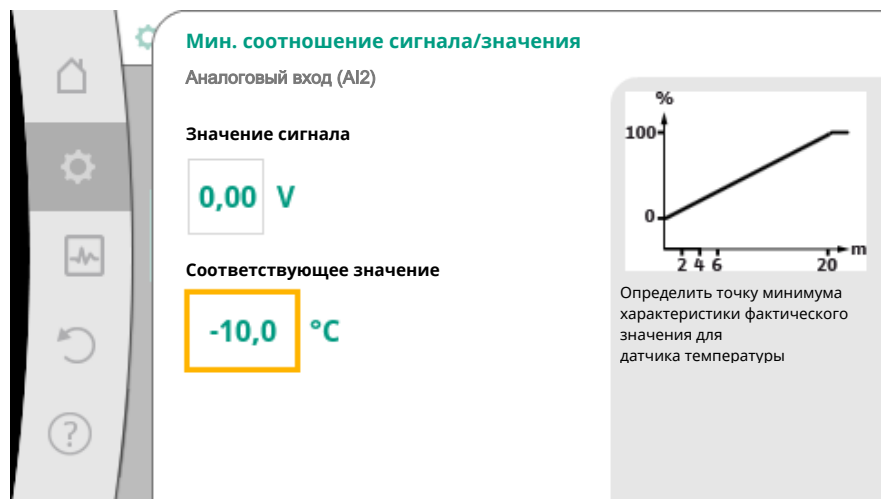 Мин. соотношение сигнала/значения
Аналоговый вход (AI2)
Значение сигнала
0,00 V
Соответствующее значение
-10,0 °C
%
100
0
2 4 6 20 m
Определить точку минимума
характеристики фактического
значения для
датчика температуры
?